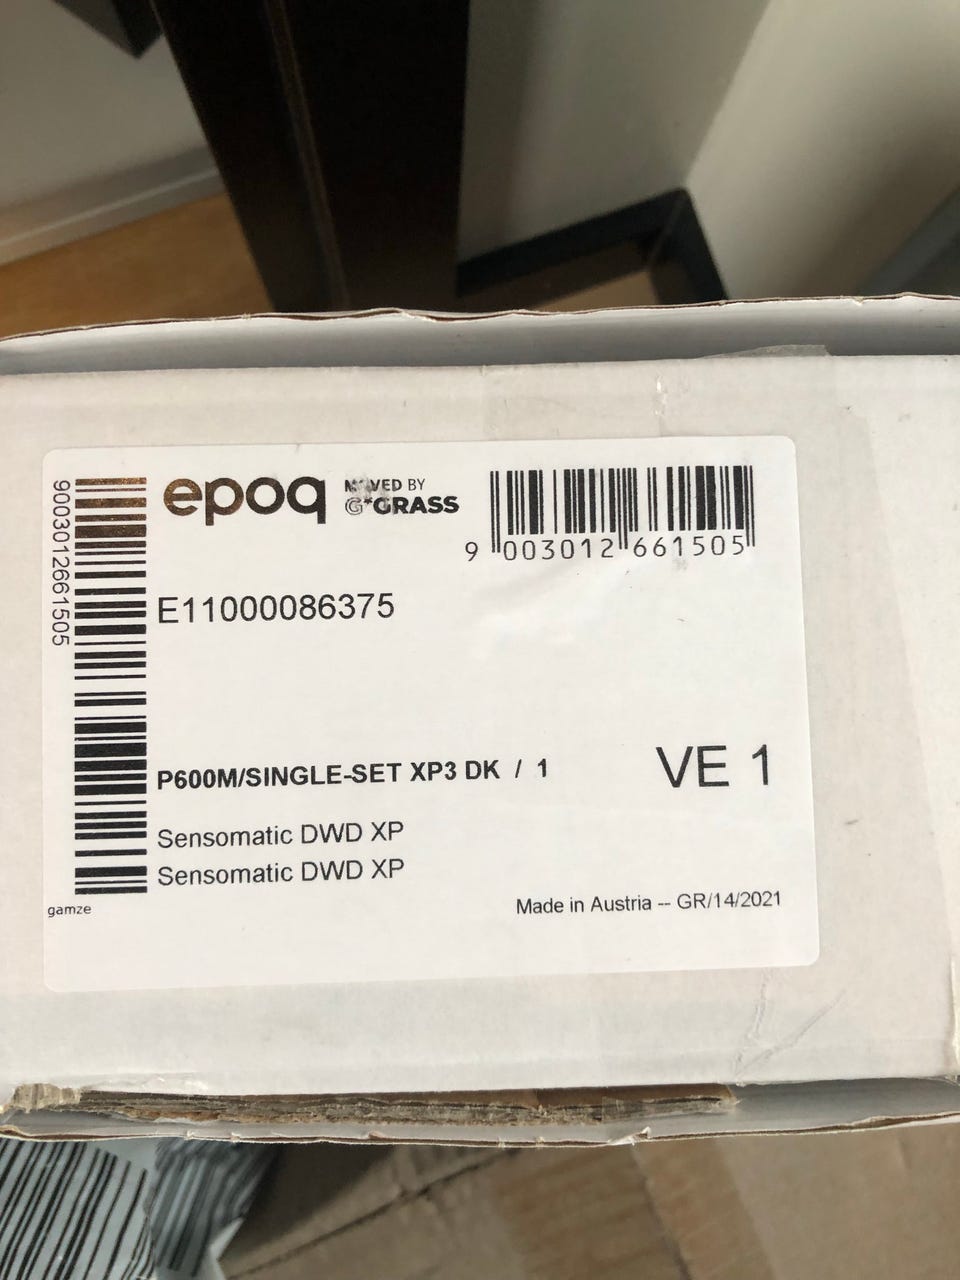 9003012661505
epoq
MOVED BY
GRASS
9 003012 661505
E11000086375
P600M/SINGLE-SET XP3 DK / 1
VE 1
Sensomatic DWD XP
Sensomatic DWD XP
gamze
Made in Austria -- GR/14/2021